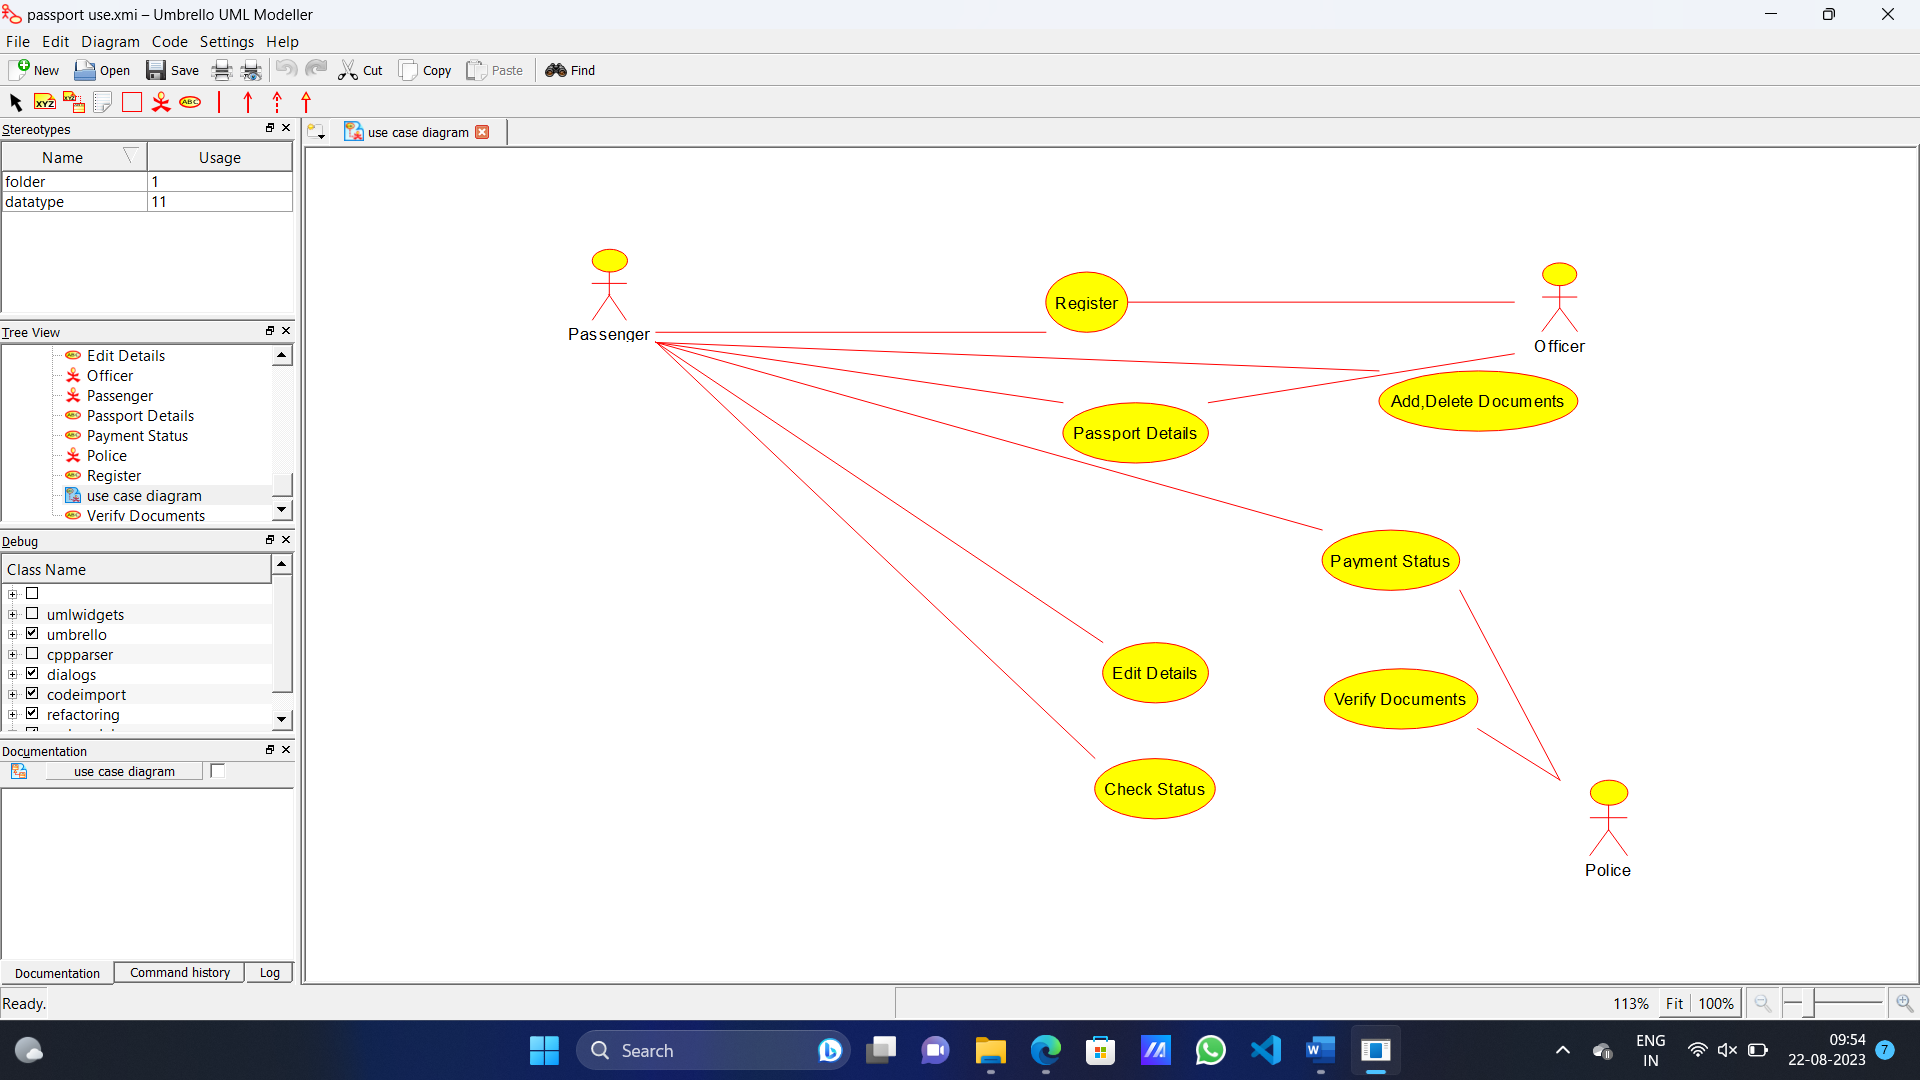 passport use.xmi – Umbrello UML Modeller
File Edit Diagram Code Settings Help
New Open Save Cut Copy Paste Find
XYZ XYZ ABC
Stereotypes
use case diagram
Name Usage
folder 1
datatype 11
Tree View
Edit Details
Officer
Passenger
Passport Details
Payment Status
Police
Register
use case diagram
Verify Documents
Debug
Class Name
umlwidgets
umbrello
cppparser
dialogs
codeimport
refactoring
Documentation
use case diagram
Documentation Command history Log
Passenger
Register
Officer
Add,Delete Documents
Passport Details
Payment Status
Edit Details
Verify Documents
Check Status
Police
Ready.
113% Fit 100%
Search
ENG
IN
09:54
22-08-2023
7